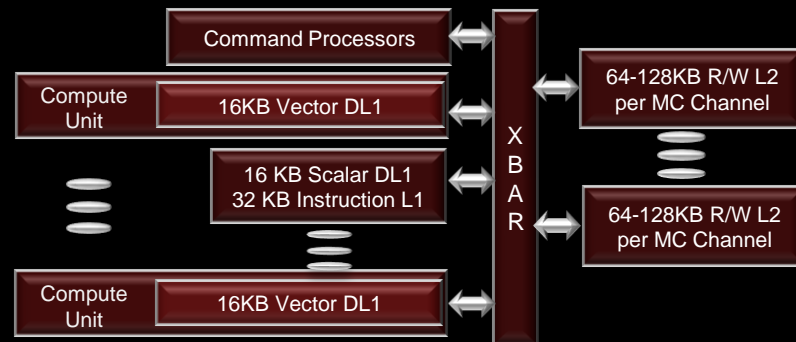 Command Processors
Compute
Unit
16KB Vector DL1
16 KB Scalar DL1
32 KB Instruction L1
Compute
Unit
16KB Vector DL1
X
B
A
R
64-128KB R/W L2
per MC Channel
64-128KB R/W L2
per MC Channel